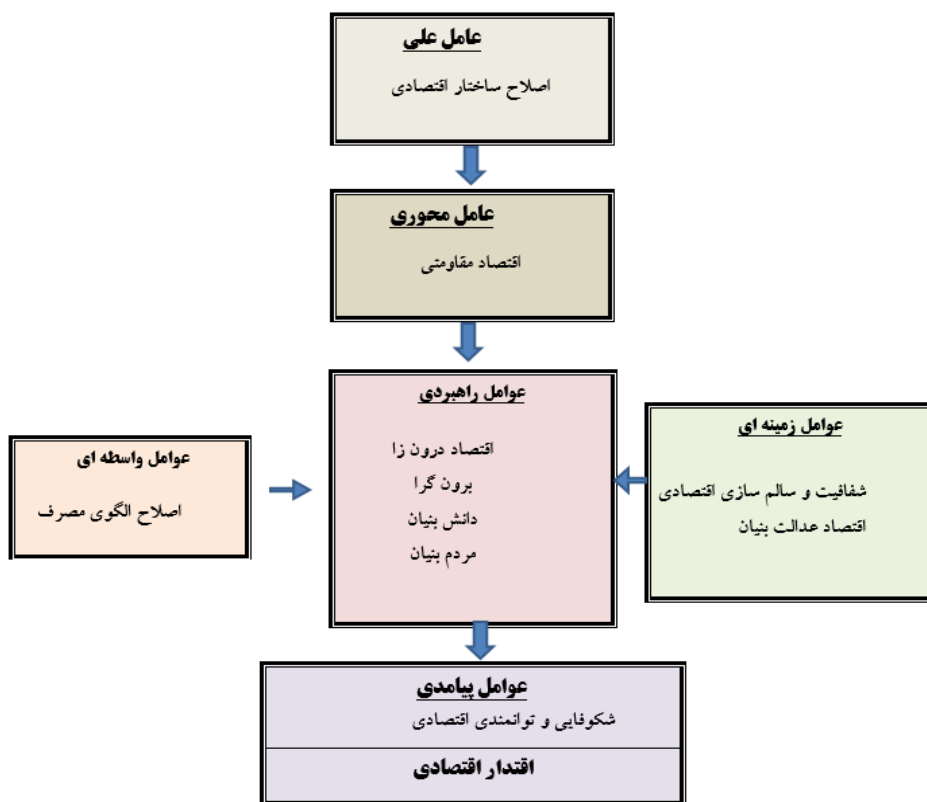 عامل علی
اصلاح ساختار اقتصادی
عامل محوری
اقتصاد مقاومتی
عوامل راهبردی
اقتصاد درون زا
برون گرا
دانش بنیان
مردم بنیان
عوامل زمینه ای
شفافیت و سالم سازی اقتصادی
اقتصاد عدالت بنیان
عوامل واسطه ای
اصلاح الگوی مصرف
عوامل پیامدی
شکوفایی و توانمندی اقتصادی
اقتدار اقتصادی